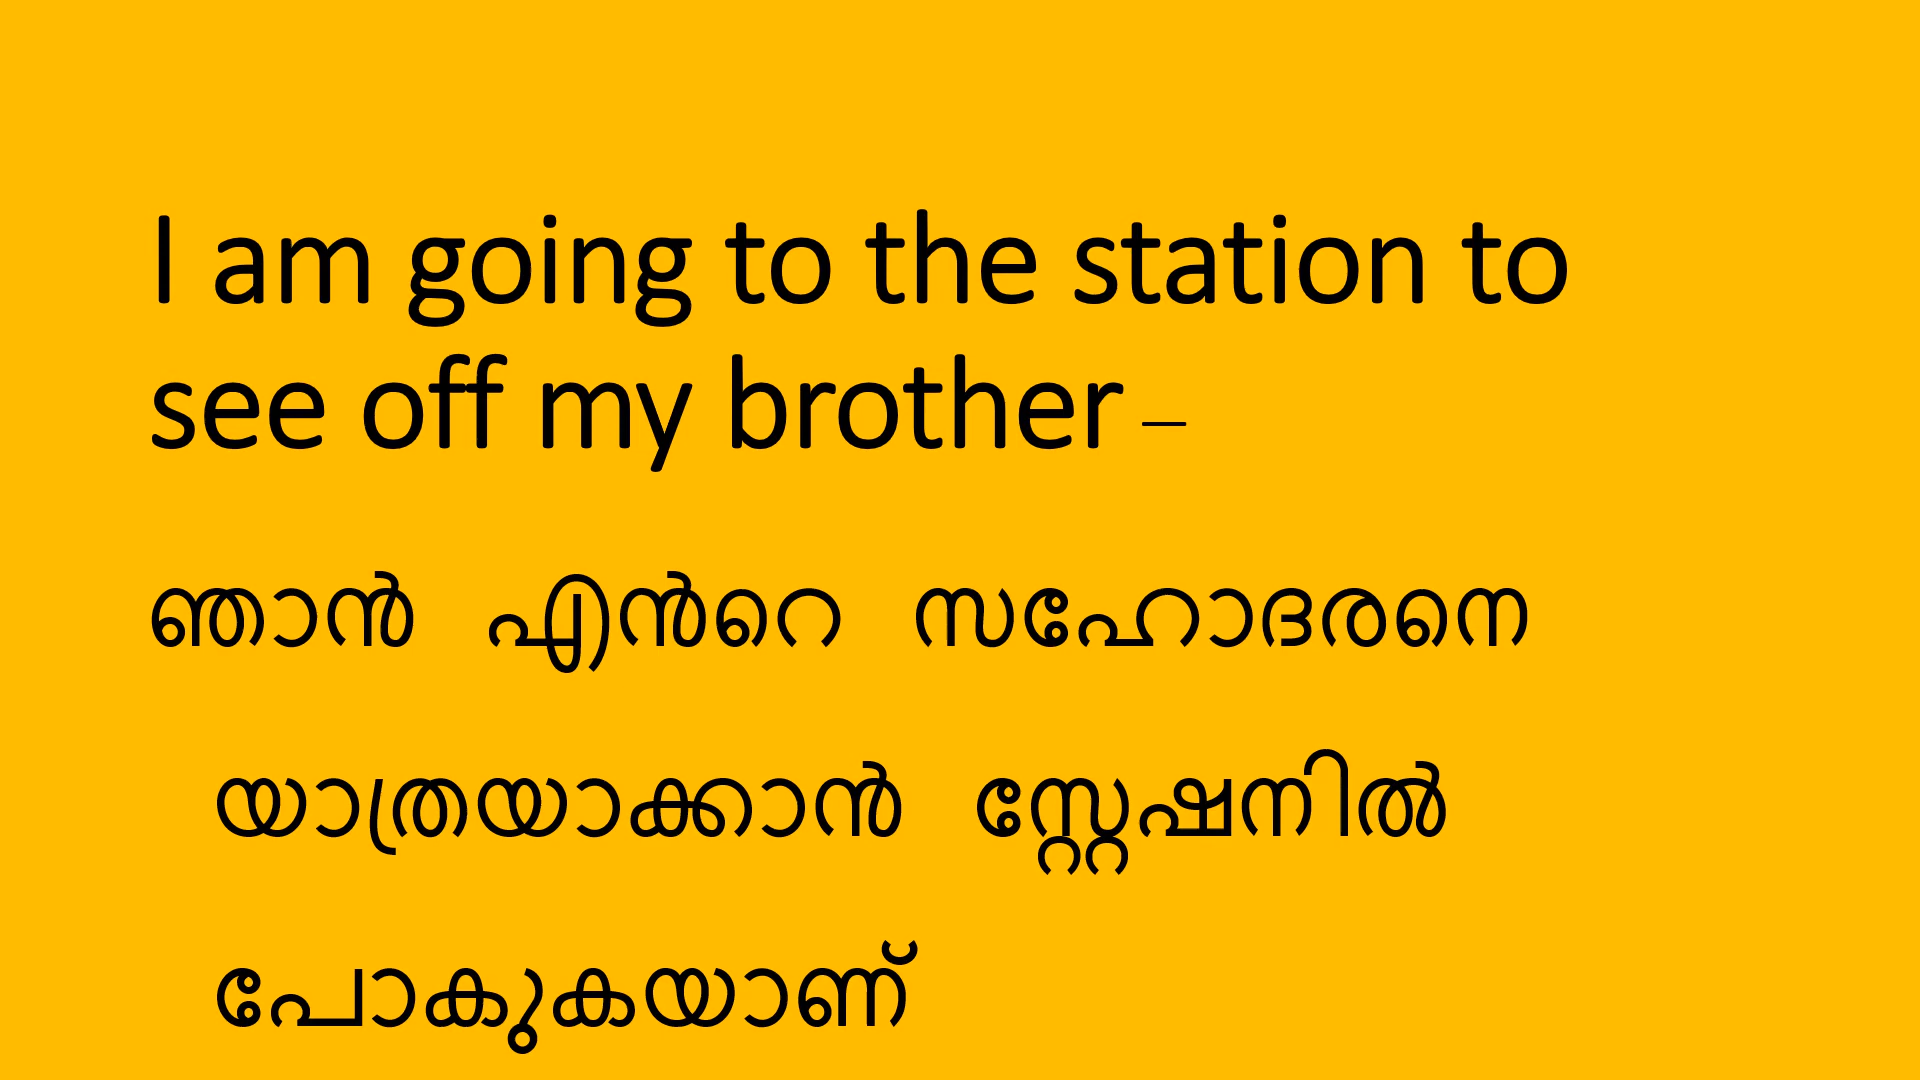 I am going to the station to
see off my brother –
ഞാൻ എൻറെ സഹോദരനെ
യാത്രയാക്കാൻ സ്റ്റേഷനിൽ
പോകുകയാണ്